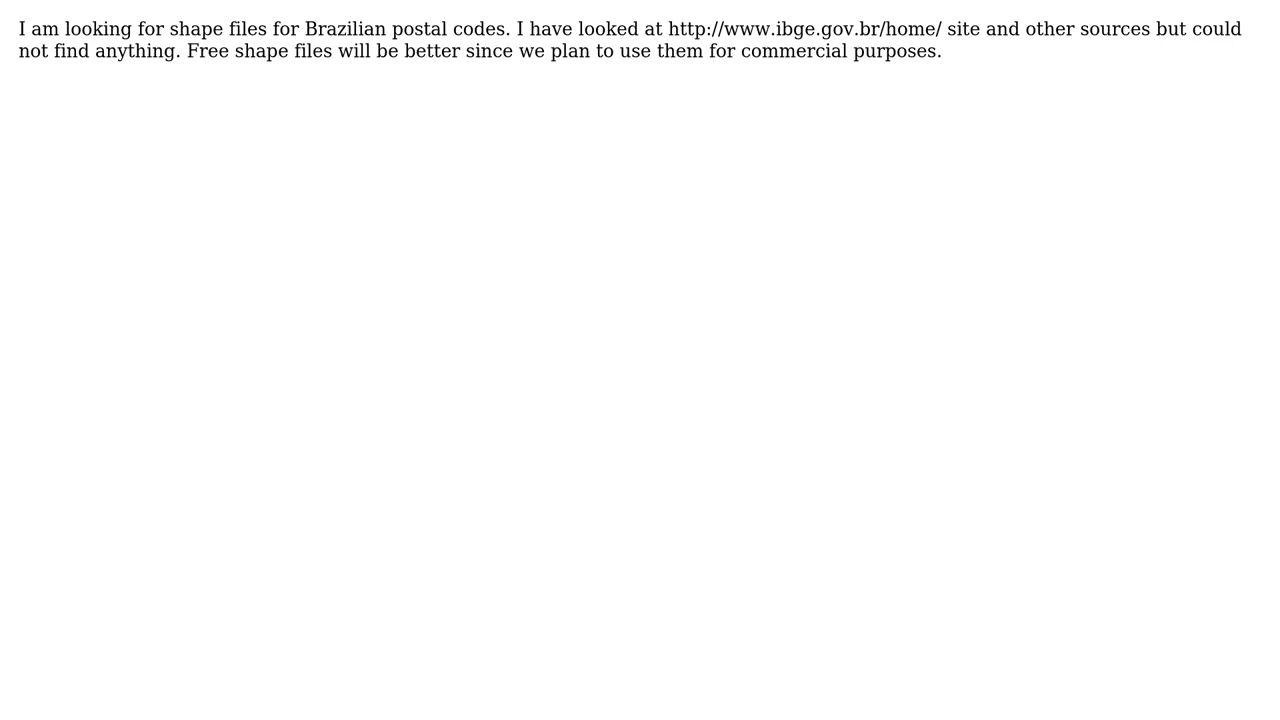 I am looking for shape files for Brazilian postal codes. I have looked at http://www.ibge.gov.br/home/ site and other sources but could
not find anything. Free shape files will be better since we plan to use them for commercial purposes.